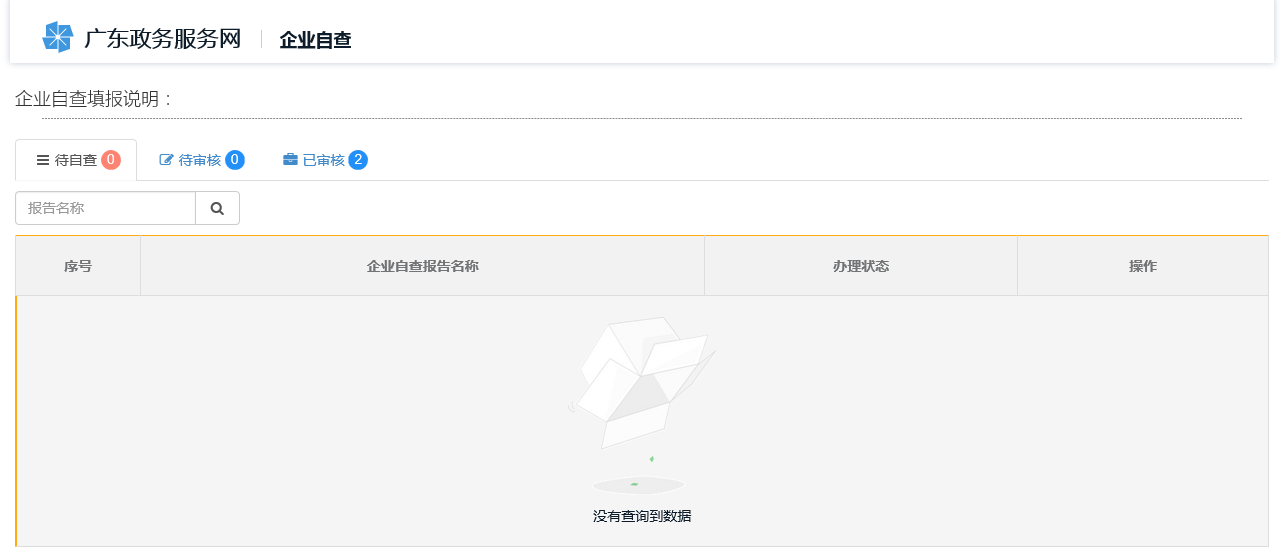 广东政务服务网 企业自查
企业自查填报说明：
待自查 0 待审核 0 已审核 2
报告名称
序号 企业自查报告名称 办理状态 操作
没有查询到数据